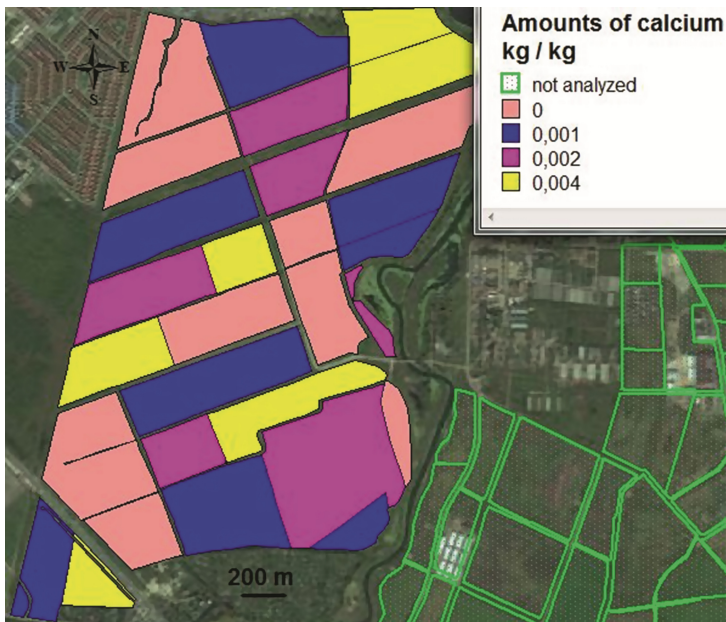 Amounts of calcium
kg / kg
not analyzed
0
0,001
0,002
0,004
N
W E
S
200 m